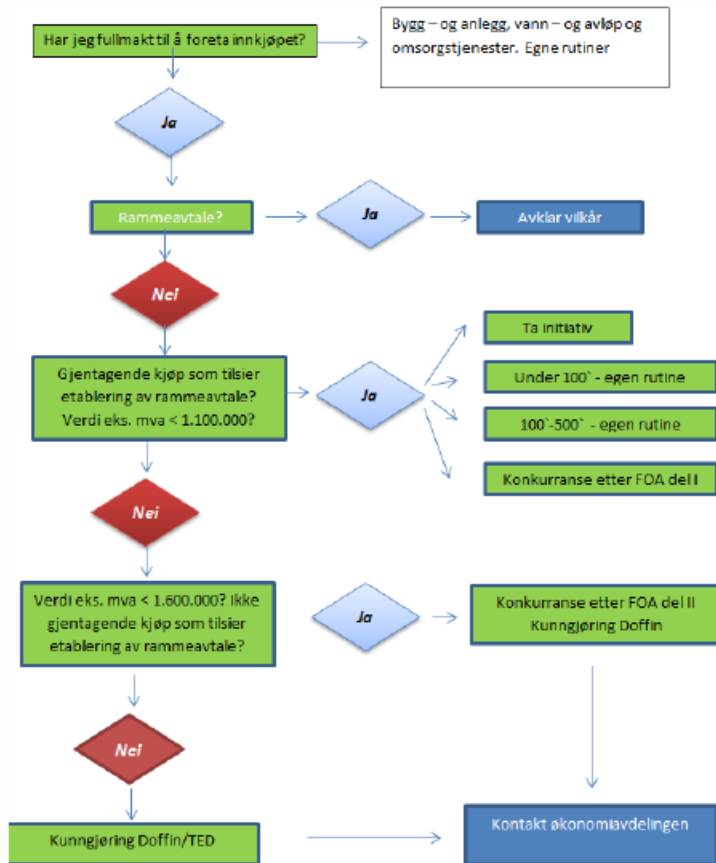 Har jeg fullmakt til å foreta innkjøpet?
Bygg – og anlegg, vann – og avløp og
omsorgstjenester. Egne rutiner
Ja
Rammeavtale?
Ja
Avklar vilkår
Nei
Gjentagende kjøp som tilsier
etablering av rammeavtale?
Verdi eks. mva < 1.100.000?
Ja
Ta initiativ
Under 100` - egen rutine
100`-500` - egen rutine
Konkurranse etter FOA del I
Nei
Verdi eks. mva < 1.600.000? Ikke
gjentagende kjøp som tilsier
etablering av rammeavtale?
Ja
Konkurranse etter FOA del II
Kunngjøring Doffin
Nei
Kunngjøring Doffin/TED
Kontakt økonomiavdelingen